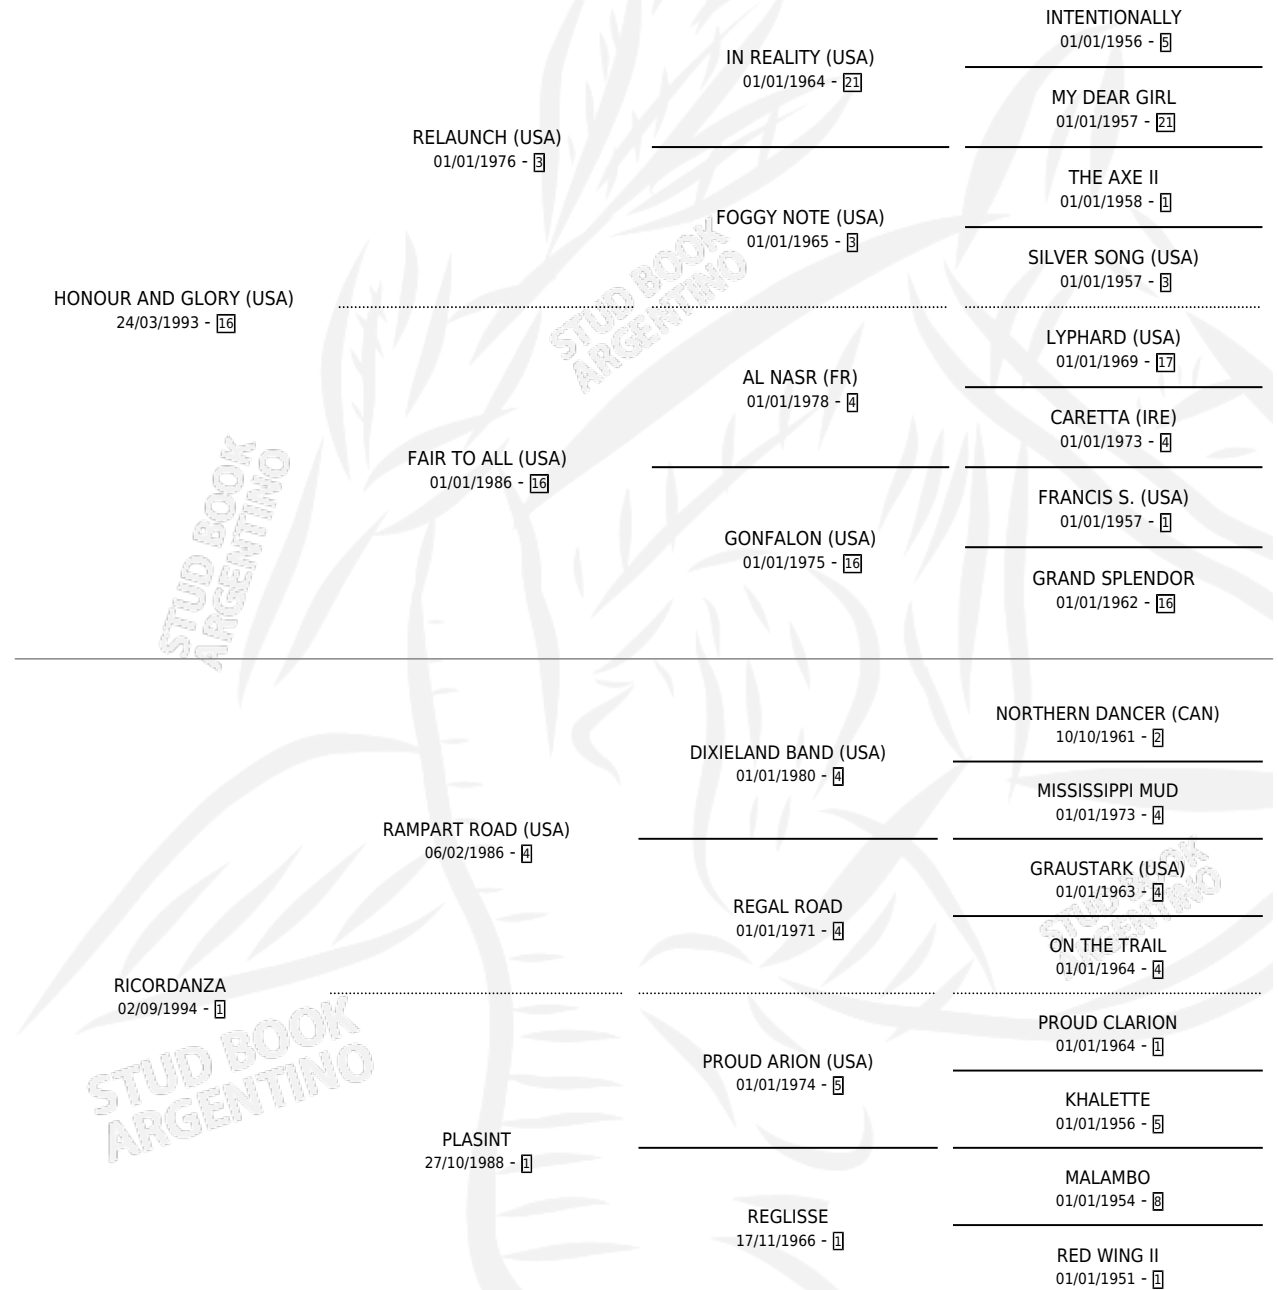 INTENTIONALLY
01/01/1956 - 5
IN REALITY (USA)
01/01/1964 - 21
MY DEAR GIRL
01/01/1957 - 21
RELAUNCH (USA)
01/01/1976 - 3
THE AXE II
01/01/1958 - 1
FOGGY NOTE (USA)
01/01/1965 - 3
SILVER SONG (USA)
01/01/1957 - 3
HONOUR AND GLORY (USA)
24/03/1993 - 16
LYPHARD (USA)
01/01/1969 - 17
AL NASR (FR)
01/01/1978 - 4
CARETTA (IRE)
01/01/1973 - 4
FAIR TO ALL (USA)
01/01/1986 - 16
FRANCIS S. (USA)
01/01/1957 - 1
GONFALON (USA)
01/01/1975 - 16
GRAND SPLENDOR
01/01/1962 - 16
NORTHERN DANCER (CAN)
10/10/1961 - 2
DIXIELAND BAND (USA)
01/01/1980 - 4
MISSISSIPPI MUD
01/01/1973 - 4
RAMPART ROAD (USA)
06/02/1986 - 4
GRAUSTARK (USA)
01/01/1963 - 4
REGAL ROAD
01/01/1971 - 4
ON THE TRAIL
01/01/1964 - 4
RICORDANZA
02/09/1994 - 1
PROUD CLARION
01/01/1964 - 1
PROUD ARION (USA)
01/01/1974 - 5
KHALETTE
01/01/1956 - 5
PLASINT
27/10/1988 - 1
MALAMBO
01/01/1954 - 8
REGLISSE
17/11/1966 - 1
RED WING II
01/01/1951 - 1
STUD BOOK
ARGENTINO
STUD BOOK
ARGENTINO
STUD BOOK
ARGENTINO
STUD BOOK
ARGENTINO